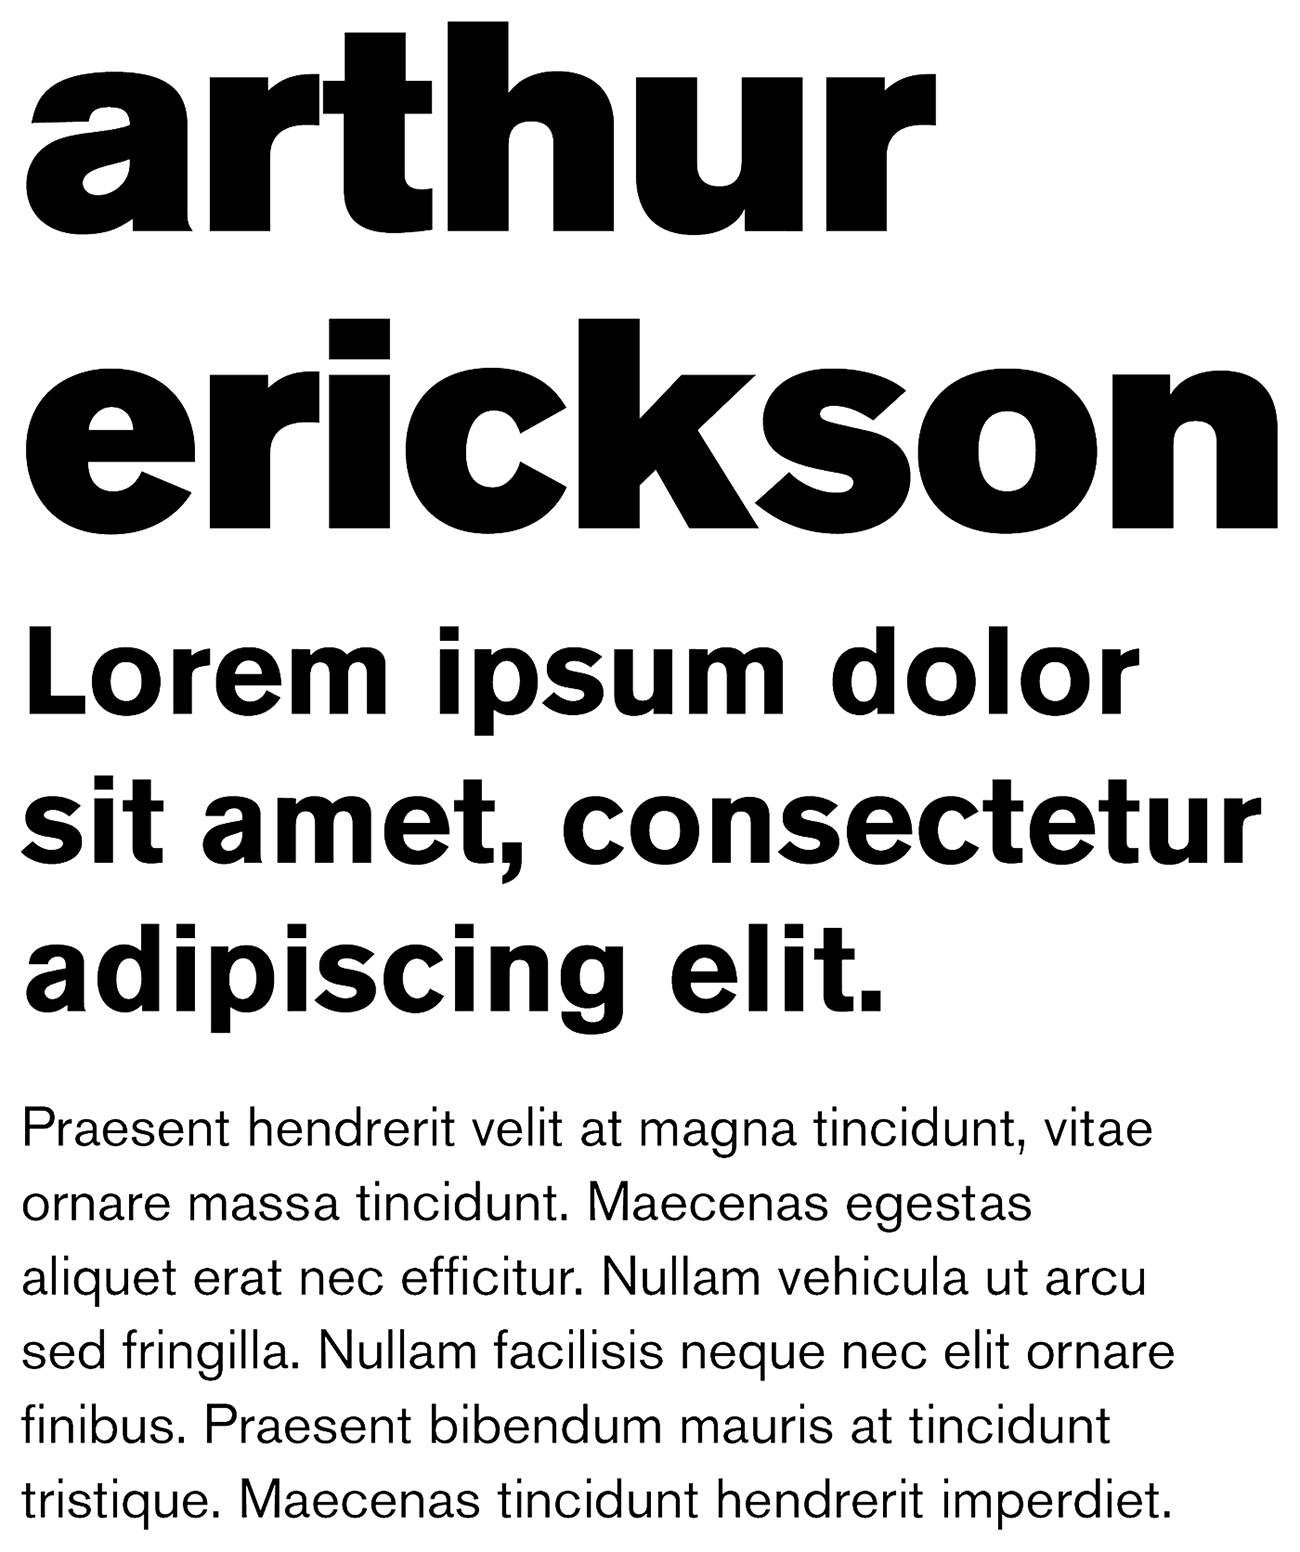 arthur
erickson
Lorem ipsum dolor
sit amet, consectetur
adipiscing elit.
Praesent hendrerit velit at magna tincidunt, vitae
ornare massa tincidunt. Maecenas egestas
aliquet erat nec efficitur. Nullam vehicula ut arcu
sed fringilla. Nullam facilisis neque nec elit ornare
finibus. Praesent bibendum mauris at tincidunt
tristique. Maecenas tincidunt hendrerit imperdiet.